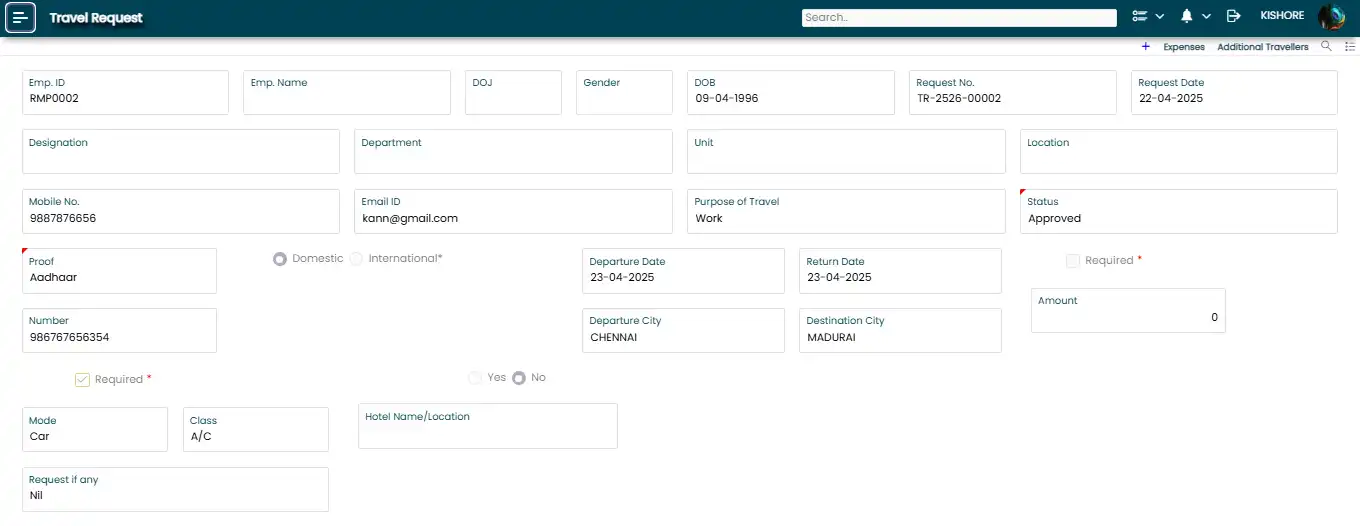 Travel Request
Search..
KISHORE
Expenses
Additional Travellers
Emp. ID
RMP0002
Emp. Name
DOJ
Gender
DOB
09-04-1996
Request No.
TR-2526-00002
Request Date
22-04-2025
Designation
Department
Unit
Location
Mobile No.
9887876656
Email ID
kann@gmail.com
Purpose of Travel
Work
Status
Approved
Proof
Aadhaar
Domestic
International*
Departure Date
23-04-2025
Return Date
23-04-2025
Required *
Amount
0
Number
986767656354
Departure City
CHENNAI
Destination City
MADURAI
Required *
Yes
No
Mode
Car
Class
A/C
Hotel Name/Location
Request if any
Nil